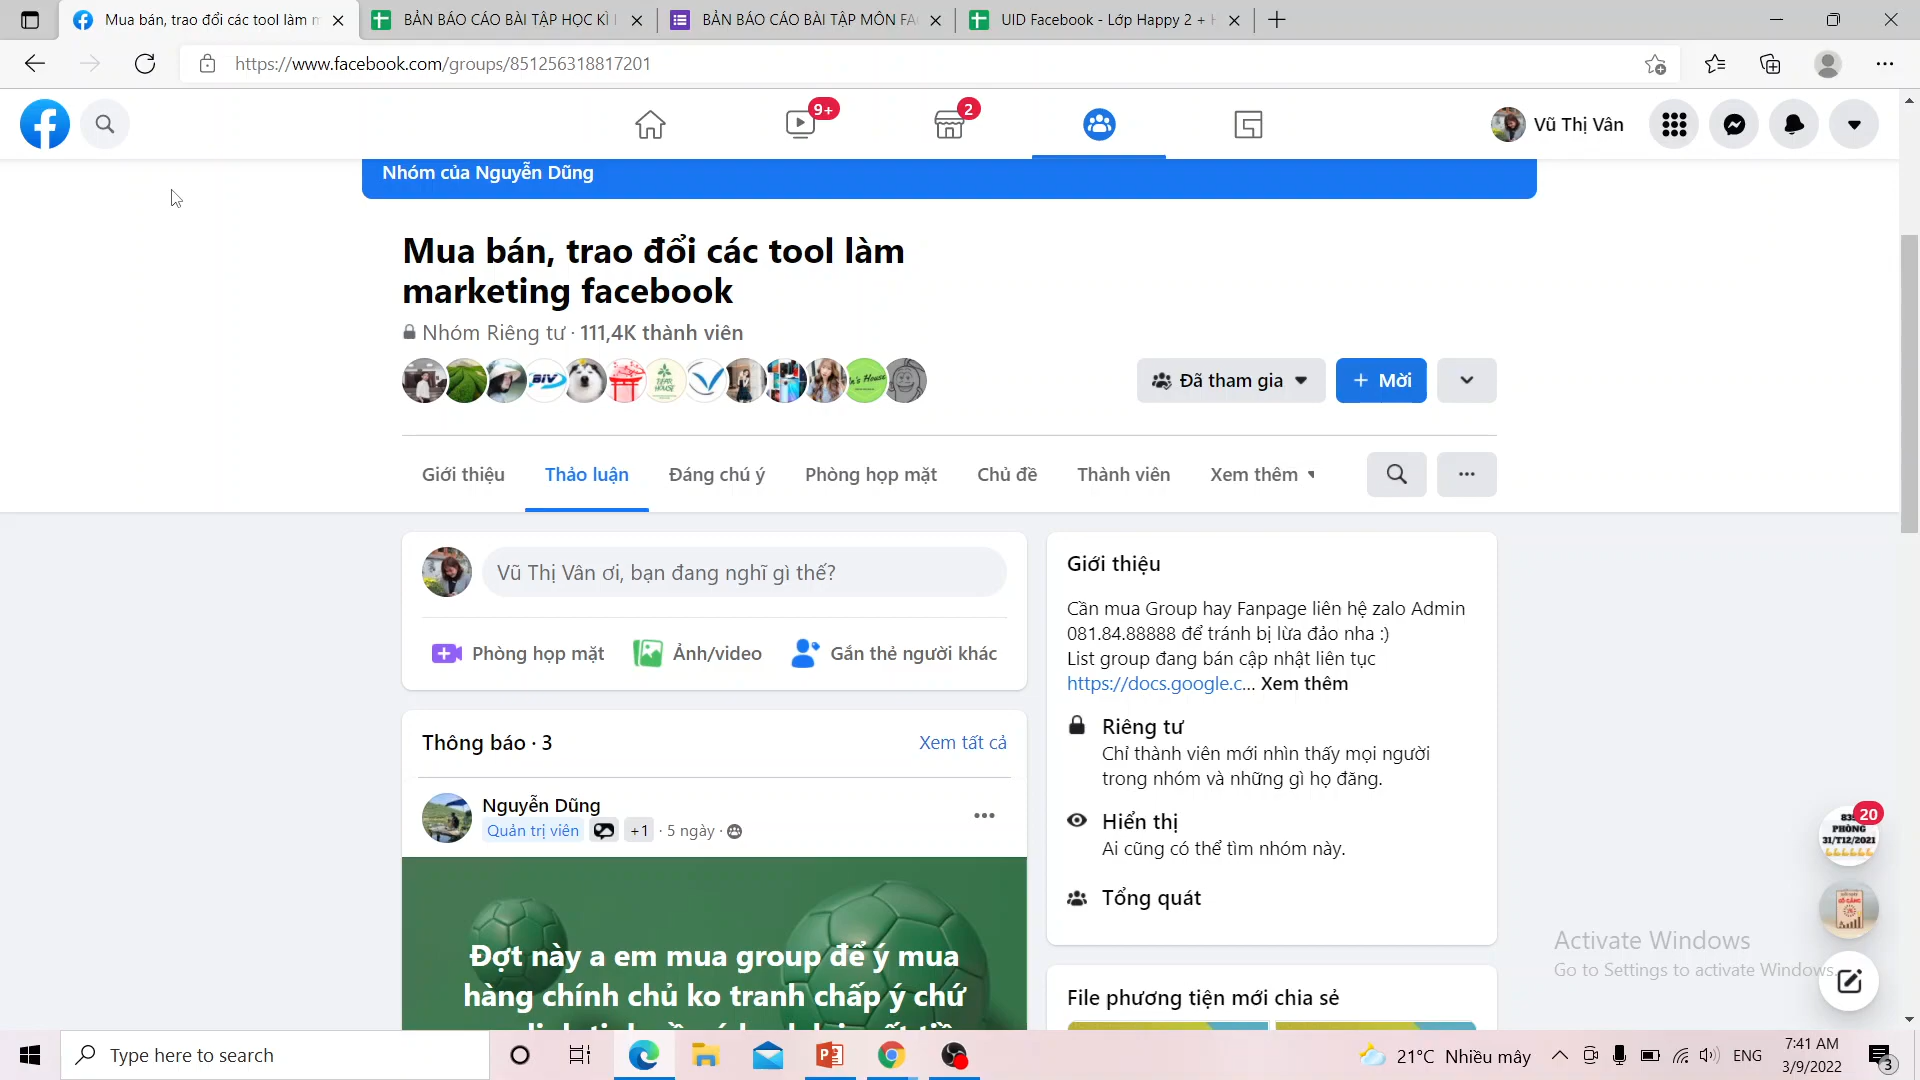 Mua bán, trao đổi các tool làm n
BẢN BÁO CÁO BÀI TẬP HỌC KÌ I
BẢN BÁO CÁO BÀI TẬP MÔN FA
UID Facebook - Lớp Happy 2 + H
https://www.facebook.com/groups/851256318817201
9+
2
Vũ Thị Vân
Nhóm của Nguyễn Dũng
Mua bán, trao đổi các tool làm
marketing facebook
Nhóm Riêng tư · 111,4K thành viên
Đã tham gia
+ Mời
Giới thiệu
Thảo luận
Đáng chú ý
Phòng họp mặt
Chủ đề
Thành viên
Xem thêm
Vũ Thị Vân ơi, bạn đang nghĩ gì thế?
Phòng họp mặt
Ảnh/video
Gắn thẻ người khác
Thông báo · 3
Xem tất cả
Nguyễn Dũng
Quản trị viên
+1 · 5 ngày ·
Đợt này a em mua group để ý mua
hàng chính chủ ko tranh chấp ý chứ
Giới thiệu
Cần mua Group hay Fanpage liên hệ zalo Admin
081.84.88888 để tránh bị lừa đảo nha :)
List group đang bán cập nhật liên tục
https://docs.google.c... Xem thêm
Riêng tư
Chỉ thành viên mới nhìn thấy mọi người
trong nhóm và những gì họ đăng.
Hiển thị
Ai cũng có thể tìm nhóm này.
Tổng quát
File phương tiện mới chia sẻ
20
PHÒNG
31/T12/2021
Activate Windows
Go to Settings to activate Windows.
Type here to search
21°C Nhiều mây
ENG
7:41 AM
3/9/2022
3